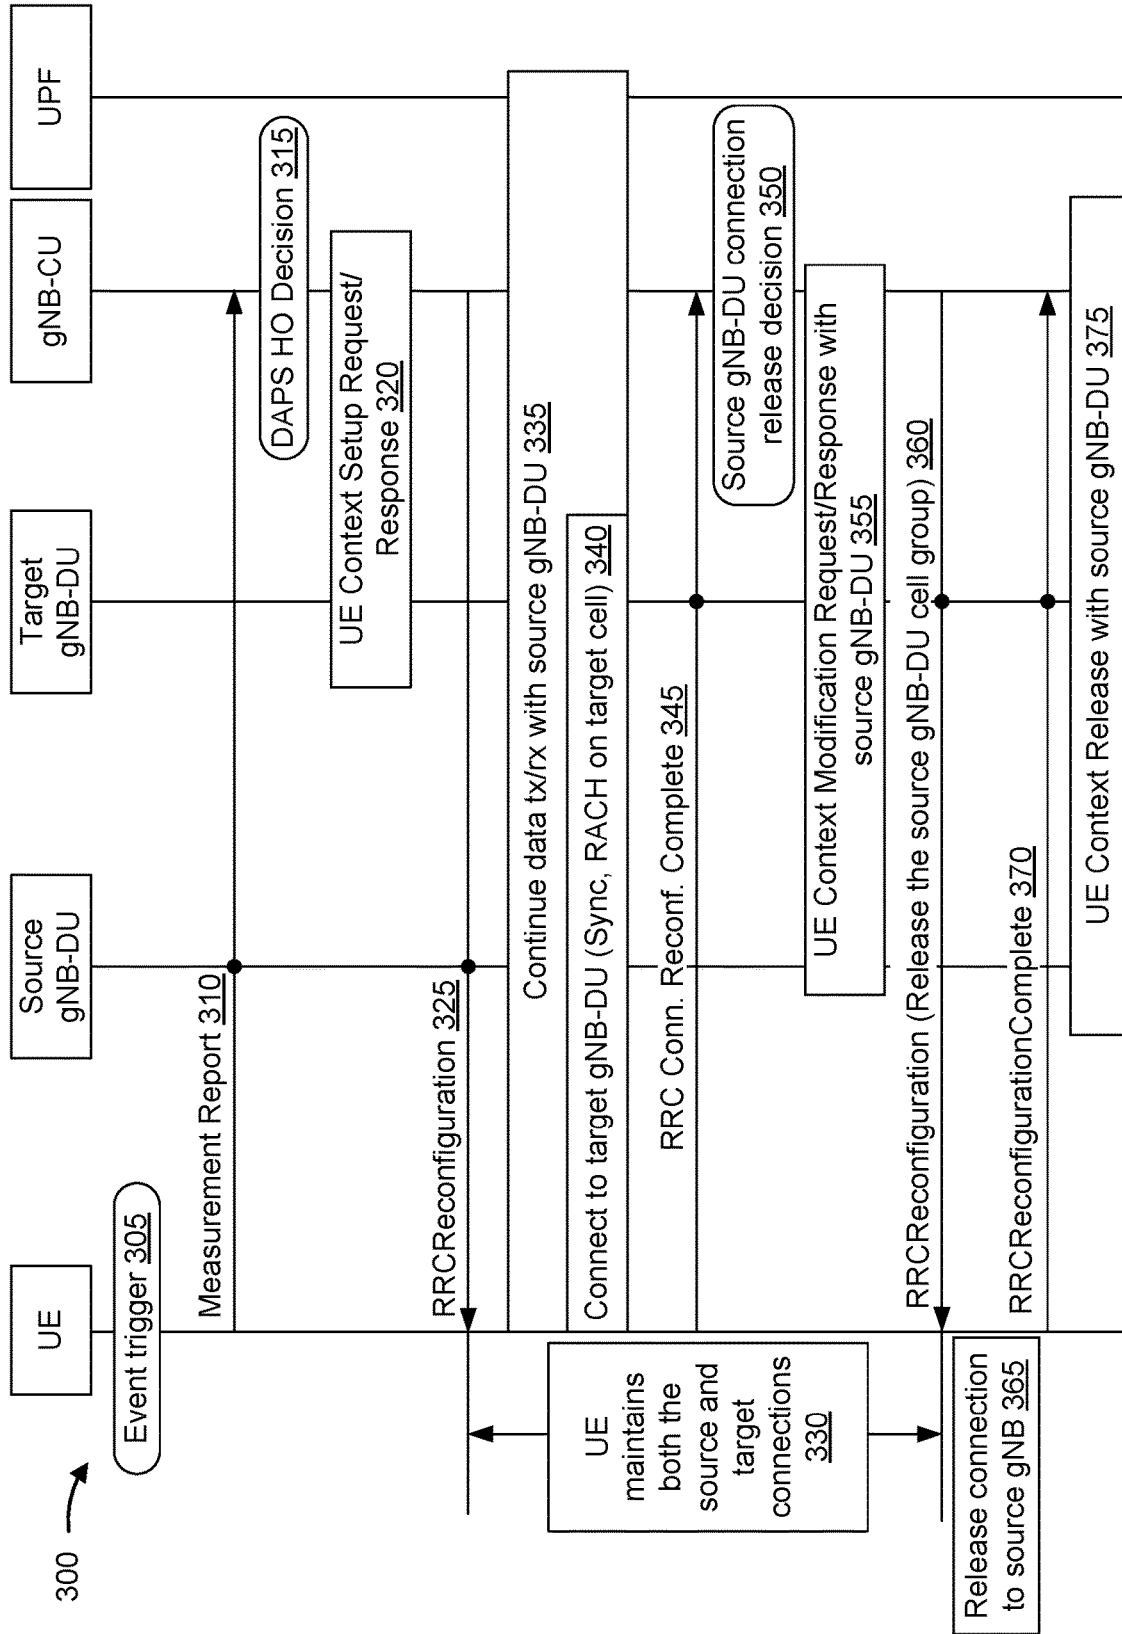 300
UE
Source
gNB-DU
Target
gNB-DU
gNB-CU
UPF
Event trigger 305
Measurement Report 310
DAPS HO Decision 315
UE Context Setup Request/
Response 320
RRCReconfiguration 325
UE
maintains
both the
source and
target
connections
330
Continue data tx/rx with source gNB-DU 335
Connect to target gNB-DU (Sync, RACH on target cell) 340
RRC Conn. Reconf. Complete 345
Source gNB-DU connection
release decision 350
UE Context Modification Request/Response with
source gNB-DU 355
RRCReconfiguration (Release the source gNB-DU cell group) 360
Release connection
to source gNB 365
RRCReconfigurationComplete 370
UE Context Release with source gNB-DU 375